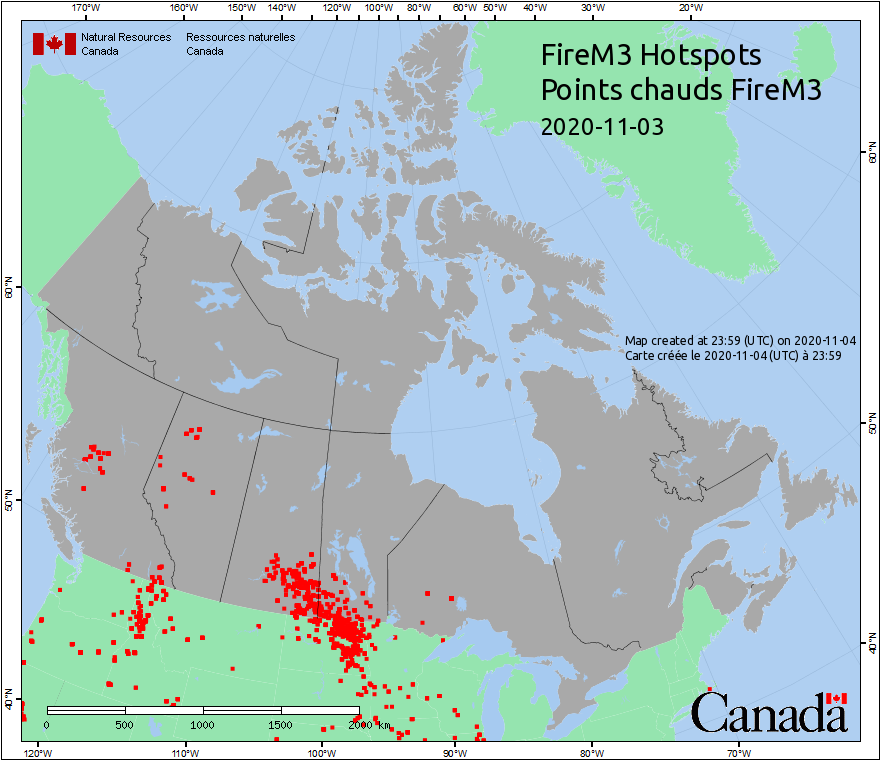 170°W 160°W 150°W 140°W 130°W 120°W 110°W 100°W 90°W 80°W 70°W 60°W 50°W 40°W 30°W 20°W
Natural Resources Canada
Ressources naturelles Canada
FireM3 Hotspots
Points chauds FireM3
2020-11-03
60°N
60°N
Map created at 23:59 (UTC) on 2020-11-04
Carte créée le 2020-11-04 (UTC) à 23:59
50°N
50°N
40°N
40°N
Canada
0 500 1000 1500 2000 km
120°W 110°W 100°W 90°W 80°W 70°W